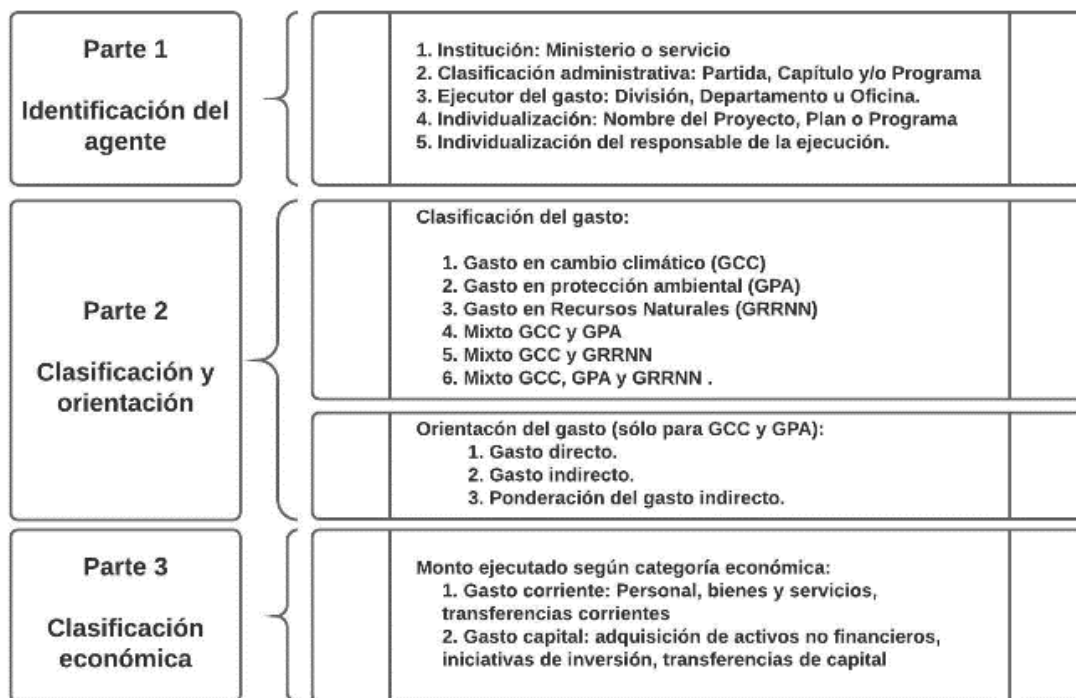 Parte 1
Identificación del
agente
1. Institución: Ministerio o servicio
2. Clasificación administrativa: Partida, Capítulo y/o Programa
3. Ejecutor del gasto: División, Departamento u Oficina.
4. Individualización: Nombre del Proyecto, Plan o Programa
5. Individualización del responsable de la ejecución.
Parte 2
Clasificación y
orientación
Clasificación del gasto:
1. Gasto en cambio climático (GCC)
2. Gasto en protección ambiental (GPA)
3. Gasto en Recursos Naturales (GRRNN)
4. Mixto GCC y GPA
5. Mixto GCC y GRRNN
6. Mixto GCC, GPA y GRRNN .
Orientacón del gasto (sólo para GCC y GPA):
1. Gasto directo.
2. Gasto indirecto.
3. Ponderación del gasto indirecto.
Parte 3
Clasificación
económica
Monto ejecutado según categoría económica:
1. Gasto corriente: Personal, bienes y servicios,
transferencias corrientes
2. Gasto capital: adquisición de activos no financieros,
iniciativas de inversión, transferencias de capital